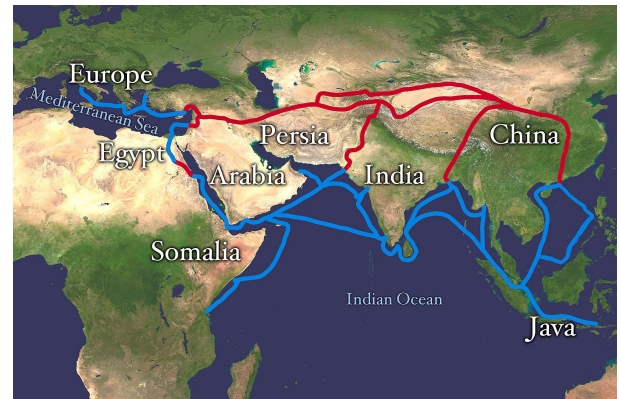 Europe
Mediterranean Sea
Egypt
Persia
China
Arabia
India
Somalia
Indian Ocean
Java